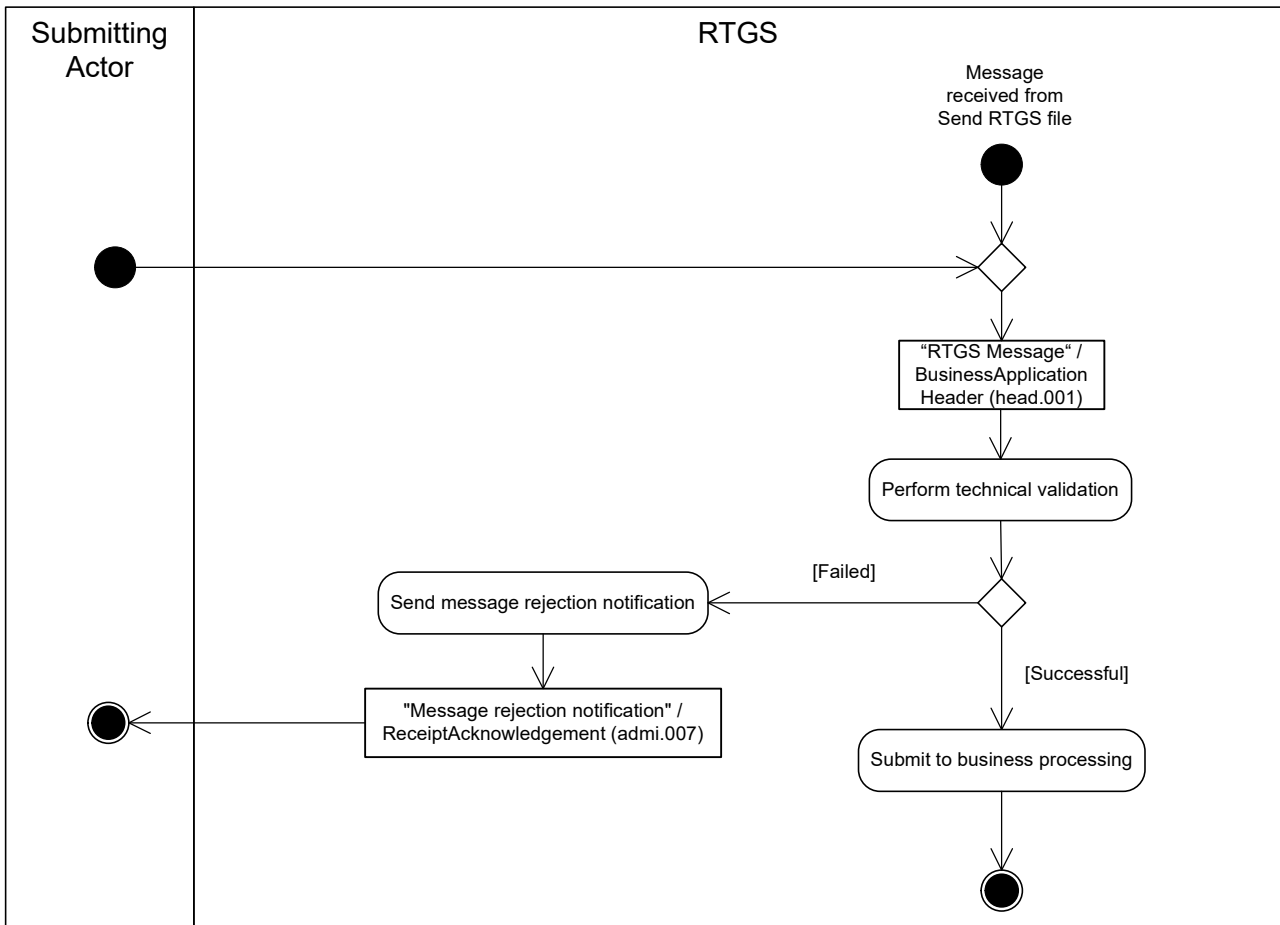 Submitting
Actor
RTGS
Message
received from
Send RTGS file
“RTGS Message“ /
BusinessApplication
Header (head.001)
Perform technical validation
[Failed]
Send message rejection notification
[Successful]
"Message rejection notification" /
ReceiptAcknowledgement (admi.007)
Submit to business processing